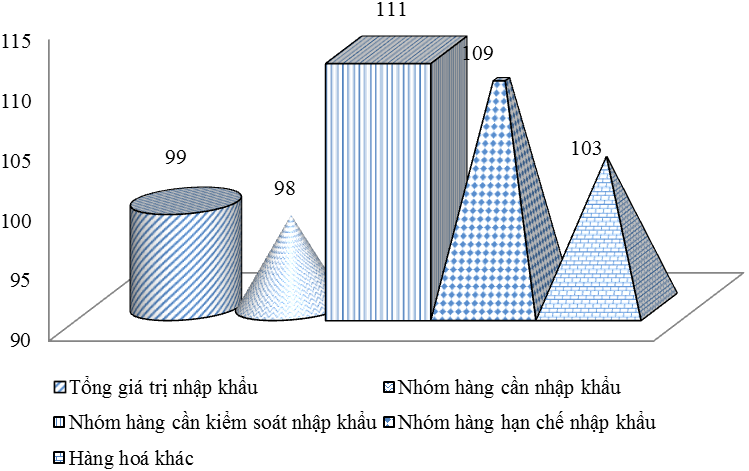 111
115
109
110
99
103
105
98
100
95
90
Tổng giá trị nhập khẩu
Nhóm hàng cần nhập khẩu
Nhóm hàng cần kiểm soát nhập khẩu
Nhóm hàng hạn chế nhập khẩu
Hàng hoá khác